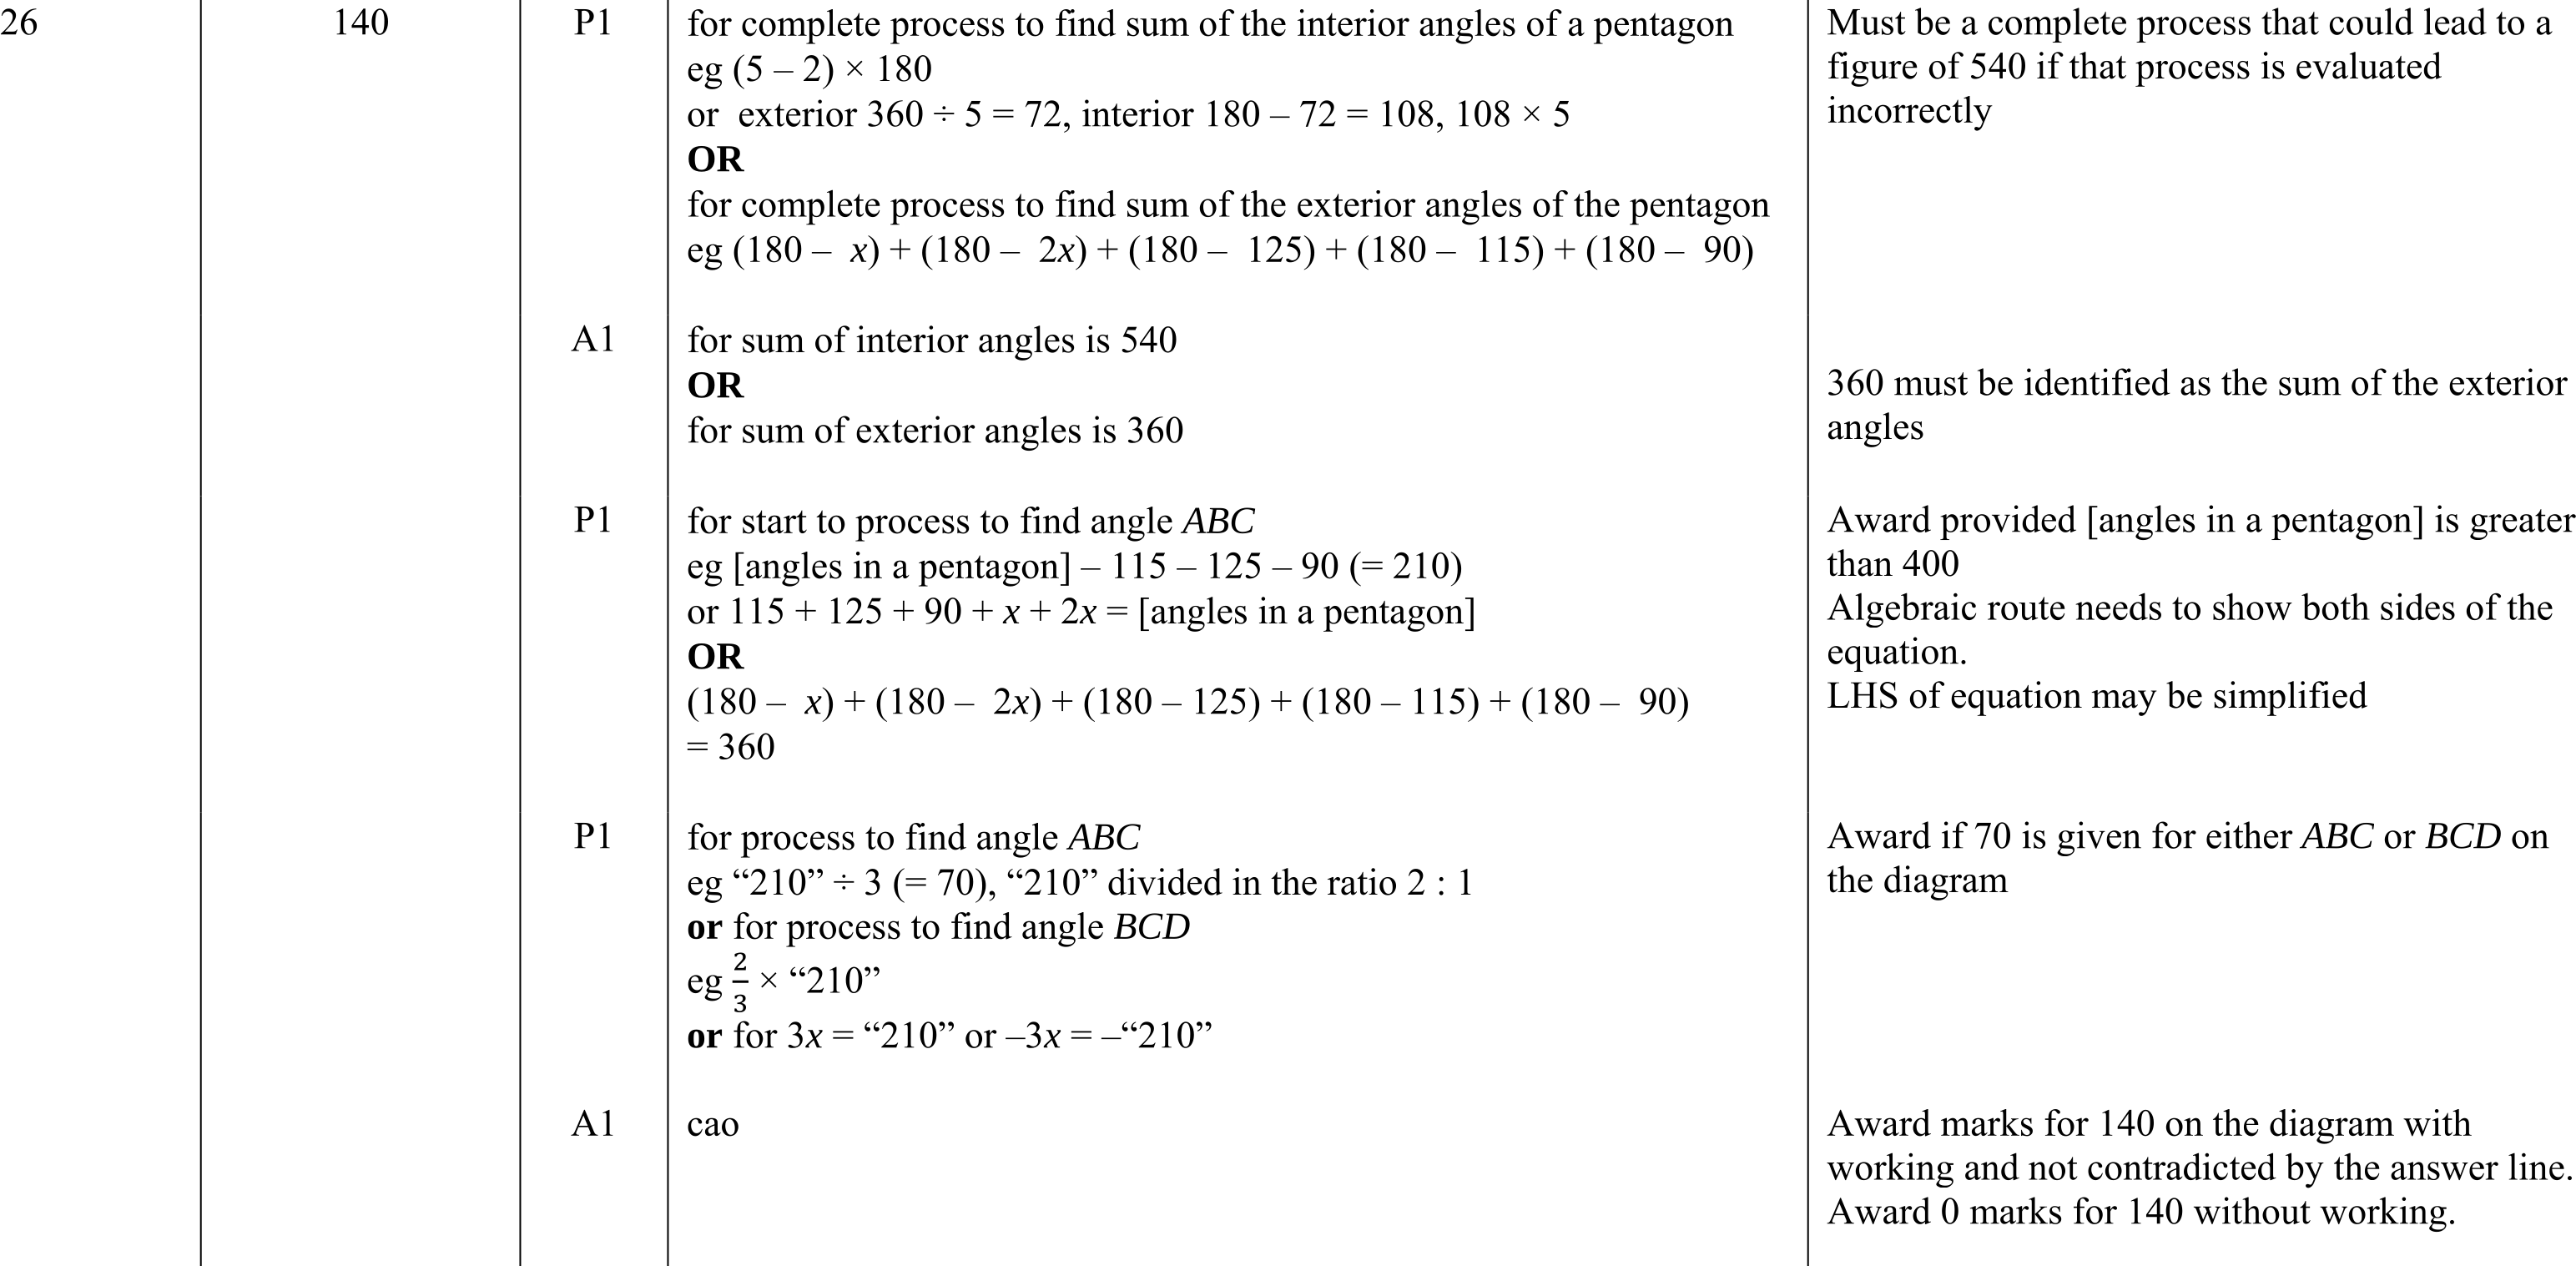 26 140 P1 for complete process to find sum of the interior angles of a pentagon Must be a complete process that could lead to a
eg (5 – 2) × 180 figure of 540 if that process is evaluated
or exterior 360 ÷ 5 = 72, interior 180 – 72 = 108, 108 × 5 incorrectly
OR
for complete process to find sum of the exterior angles of the pentagon
eg (180 – x) + (180 – 2x) + (180 – 125) + (180 – 115) + (180 – 90)
A1 for sum of interior angles is 540
OR 360 must be identified as the sum of the exterior
for sum of exterior angles is 360 angles
P1 for start to process to find angle ABC Award provided [angles in a pentagon] is greater
eg [angles in a pentagon] – 115 – 125 – 90 (= 210) than 400
or 115 + 125 + 90 + x + 2x = [angles in a pentagon] Algebraic route needs to show both sides of the
OR equation.
(180 – x) + (180 – 2x) + (180 – 125) + (180 – 115) + (180 – 90) LHS of equation may be simplified
= 360
P1 for process to find angle ABC Award if 70 is given for either ABC or BCD on
eg “210” ÷ 3 (= 70), “210” divided in the ratio 2 : 1 the diagram
or for process to find angle BCD
eg 2/3 × “210”
or for 3x = “210” or –3x = –“210”
A1 cao Award marks for 140 on the diagram with
working and not contradicted by the answer line.
Award 0 marks for 140 without working.